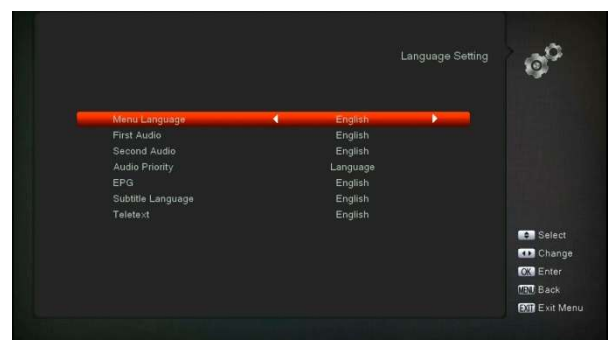 Language Setting
Menu Language English
First Audio English
Second Audio English
Audio Priority Language
EPG English
Subtitle Language English
Teletext English
Select
Change
OK Enter
MENU Back
EXIT Exit Menu